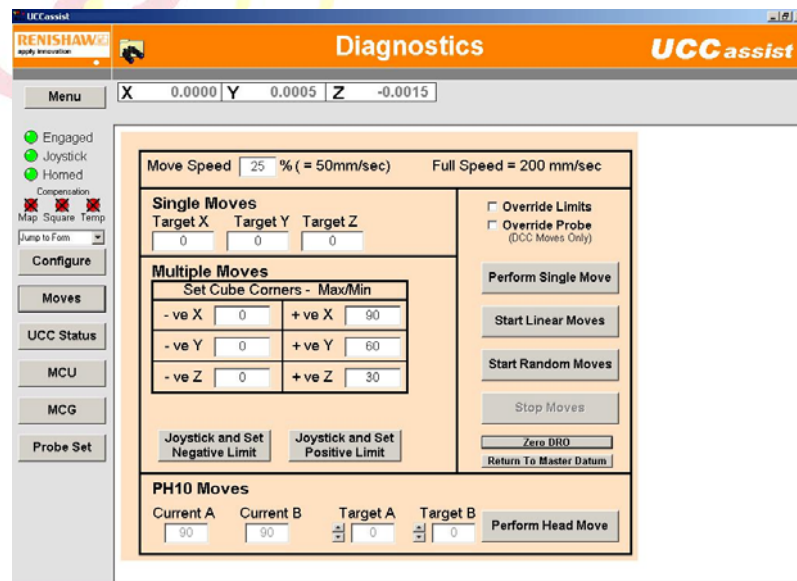 UCCassist
RENISHAW
apply innovation
Diagnostics
UCCassist
Menu
X 0.0000 Y 0.0005 Z -0.0015
Engaged
Joystick
Homed
Compensation
Map Square Temp
Jump to Form
Configure
Moves
UCC Status
MCU
MCG
Probe Set
Move Speed 25 % ( = 50mm/sec) Full Speed = 200 mm/sec
Single Moves
Target X Target Y Target Z
0 0 0
Override Limits
Override Probe
(DCC Moves Only)
Multiple Moves
Set Cube Corners - Max/Min
- ve X 0 + ve X 90
- ve Y 0 + ve Y 60
- ve Z 0 + ve Z 30
Joystick and Set
Negative Limit
Joystick and Set
Positive Limit
Perform Single Move
Start Linear Moves
Start Random Moves
Stop Moves
Zero DRO
Return To Master Datum
PH10 Moves
Current A Current B Target A Target B
90 90 0 0
Perform Head Move